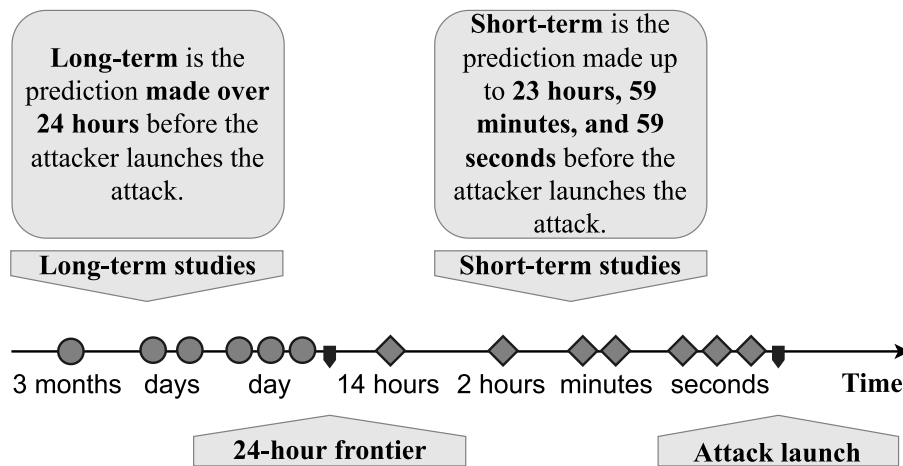 Long-term is the
prediction made over
24 hours before the
attacker launches the
attack.
Short-term is the
prediction made up
to 23 hours, 59
minutes, and 59
seconds before the
attacker launches the
attack.
Long-term studies
Short-term studies
3 months days day 14 hours 2 hours minutes seconds Time
24-hour frontier
Attack launch